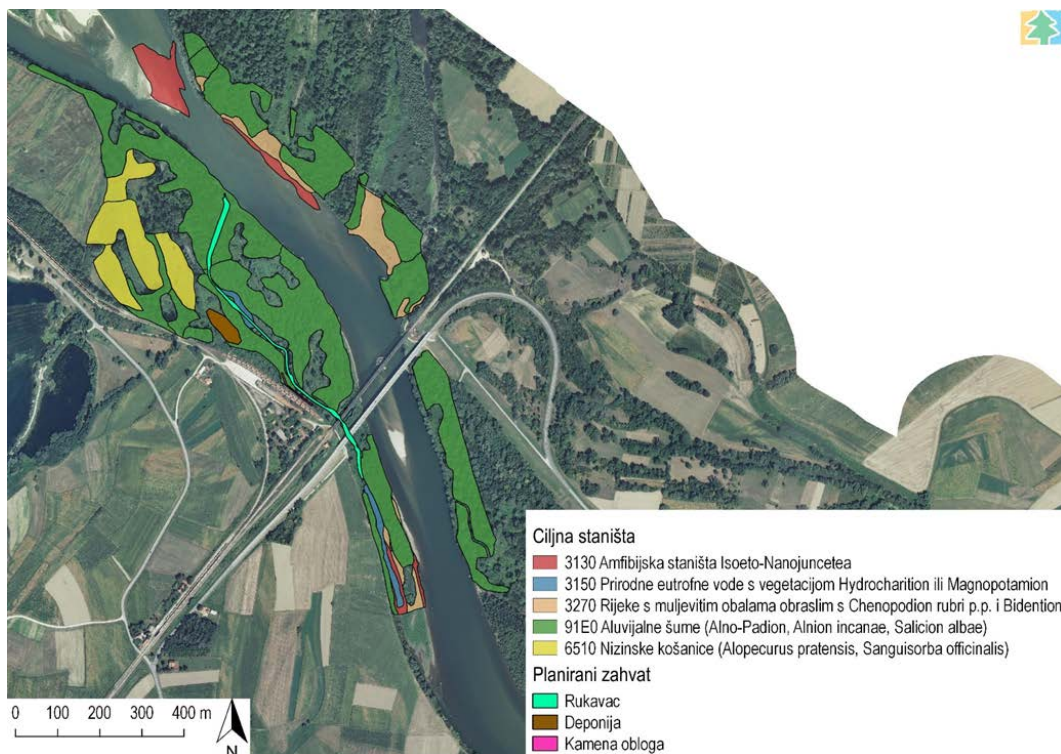 Ciljna staništa
3130 Amfibijska staništa Isoeto-Nanojuncetea
3150 Prirodne eutrofne vode s vegetacijom Hydrocharition ili Magnopotamion
3270 Rijeke s muljevitim obalama obraslim s Chenopodion rubri p.p. i Bidention
91E0 Aluvijalne šume (Alno-Padion, Alnion incanae, Salicion albae)
6510 Nizinske košanice (Alopecurus pratensis, Sanguisorba officinalis)
Planirani zahvat
Rukavac
Deponija
Kamena obloga
0 100 200 300 400 m
N